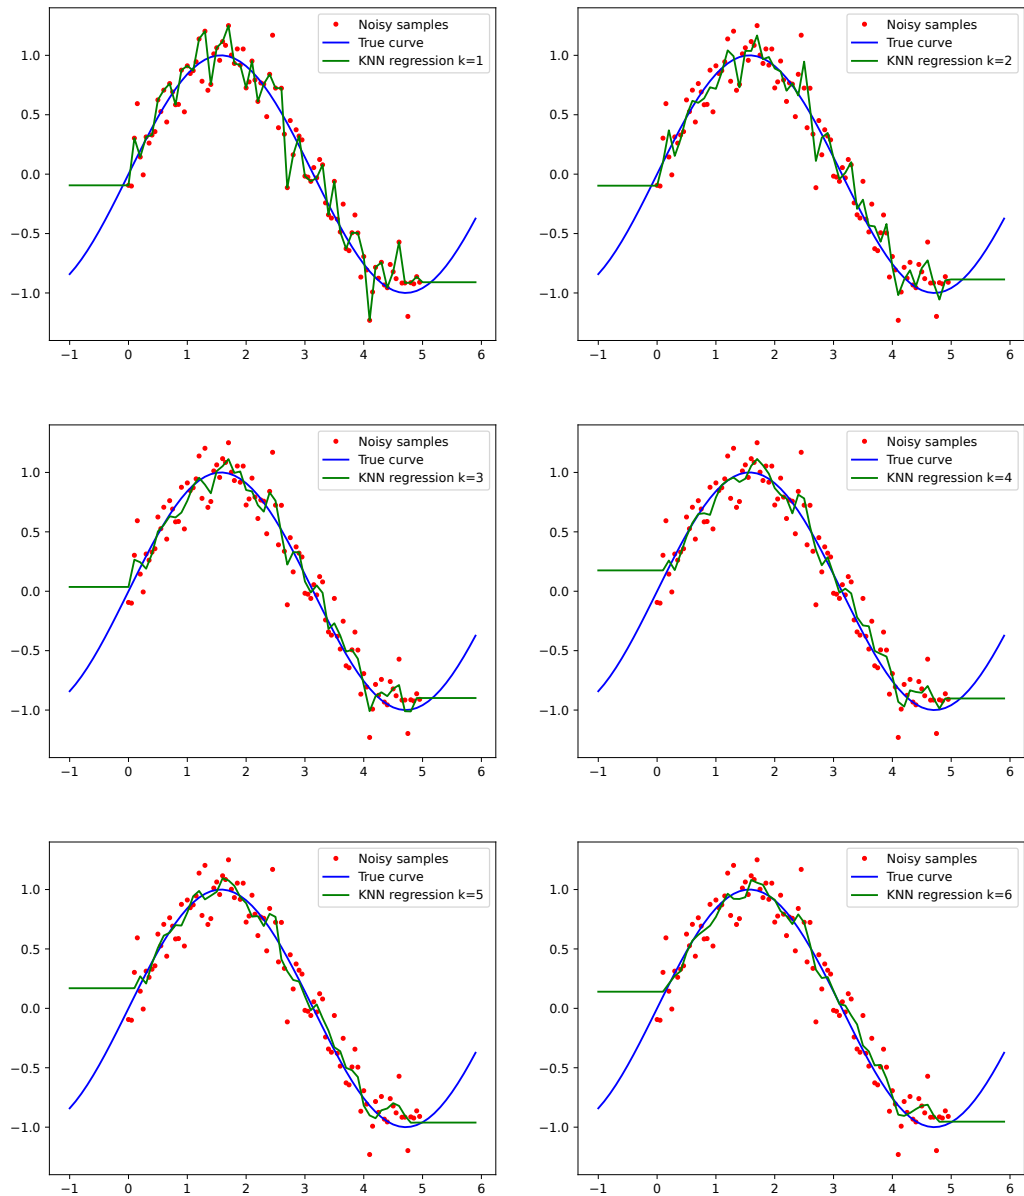 Noisy samples
True curve
KNN regression k=1
1.0
0.5
0.0
−0.5
−1.0
−1 0 1 2 3 4 5 6
Noisy samples
True curve
KNN regression k=2
1.0
0.5
0.0
−0.5
−1.0
−1 0 1 2 3 4 5 6
Noisy samples
True curve
KNN regression k=3
1.0
0.5
0.0
−0.5
−1.0
−1 0 1 2 3 4 5 6
Noisy samples
True curve
KNN regression k=4
1.0
0.5
0.0
−0.5
−1.0
−1 0 1 2 3 4 5 6
Noisy samples
True curve
KNN regression k=5
1.0
0.5
0.0
−0.5
−1.0
−1 0 1 2 3 4 5 6
Noisy samples
True curve
KNN regression k=6
1.0
0.5
0.0
−0.5
−1.0
−1 0 1 2 3 4 5 6